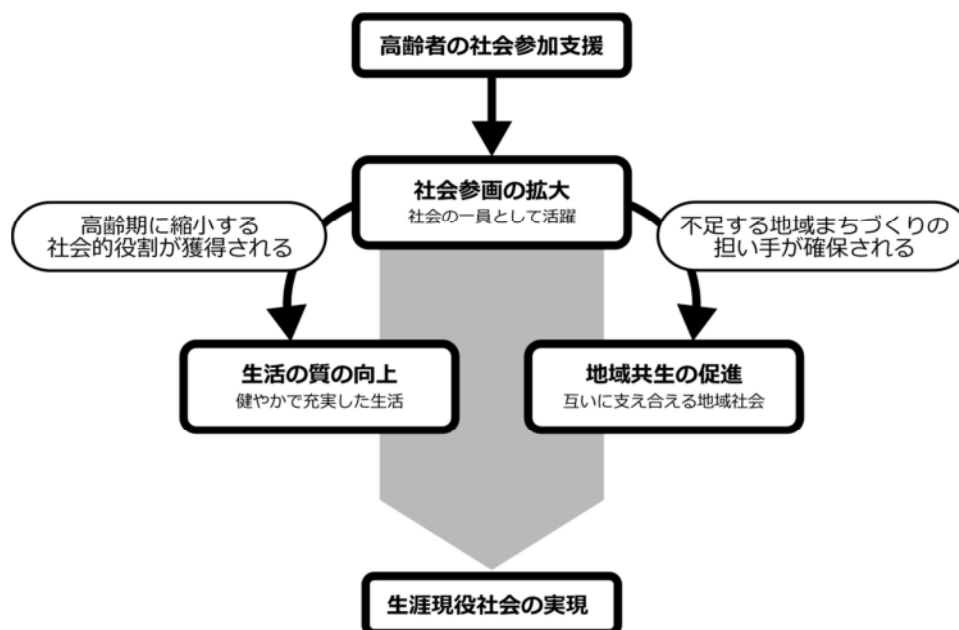 高齢者の社会参加支援
社会参画の拡大
社会の一員として活躍
高齢期に縮小する
社会的役割が獲得される
不足する地域まちづくりの
担い手が確保される
生活の質の向上
健やかで充実した生活
地域共生の促進
互いに支え合える地域社会
生涯現役社会の実現